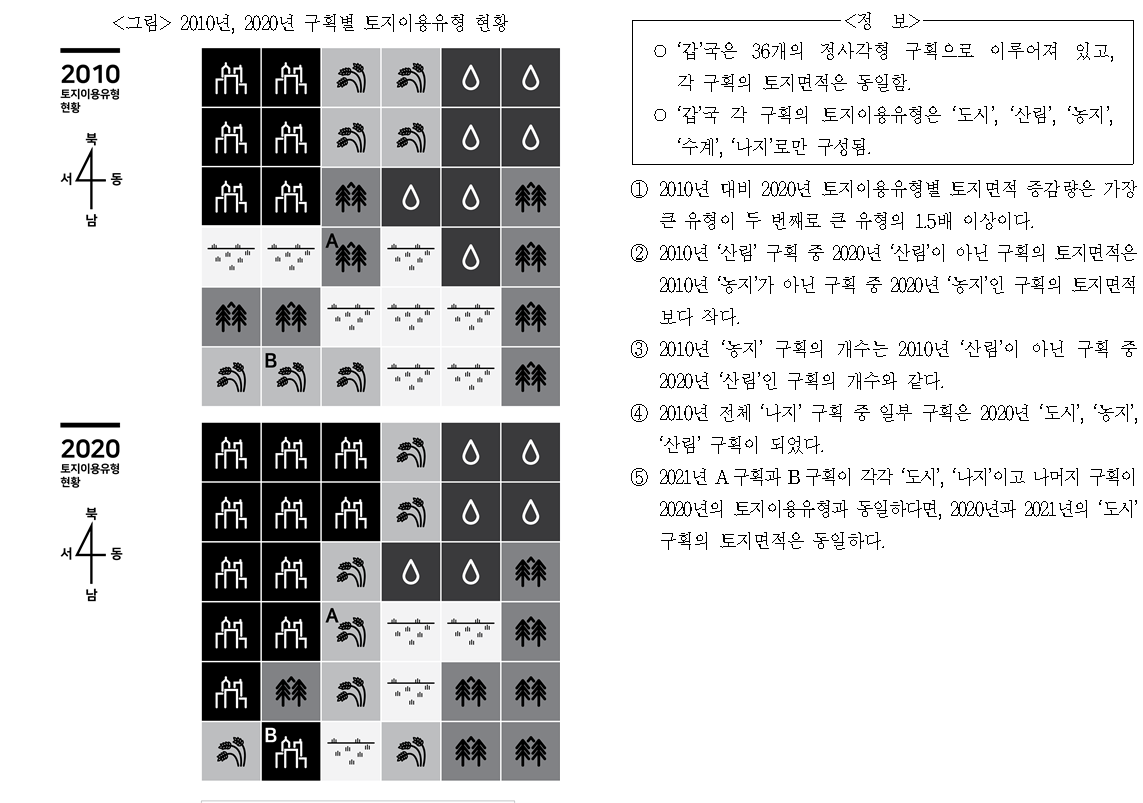 <그림> 2010년, 2020년 구획별 토지이용유형 현황
2010
토지이용유형
현황
북
서 동
남
A
B
2020
토지이용유형
현황
북
서 동
남
A
B
<정 보>
○ ‘갑’국은 36개의 정사각형 구획으로 이루어져 있고,
각 구획의 토지면적은 동일함.
○ ‘갑’국 각 구획의 토지이용유형은 ‘도시’, ‘산림’, ‘농지’,
‘수계’, ‘나지’로만 구성됨.
① 2010년 대비 2020년 토지이용유형별 토지면적 증감량은 가장
큰 유형이 두 번째로 큰 유형의 1.5배 이상이다.
② 2010년 ‘산림’ 구획 중 2020년 ‘산림’이 아닌 구획의 토지면적은
2010년 ‘농지’가 아닌 구획 중 2020년 ‘농지’인 구획의 토지면적
보다 작다.
③ 2010년 ‘농지’ 구획의 개수는 2010년 ‘산림’이 아닌 구획 중
2020년 ‘산림’인 구획의 개수와 같다.
④ 2010년 전체 ‘나지’ 구획 중 일부 구획은 2020년 ‘도시’, ‘농지’,
‘산림’ 구획이 되었다.
⑤ 2021년 A구획과 B구획이 각각 ‘도시’, ‘나지’이고 나머지 구획이
2020년의 토지이용유형과 동일하다면, 2020년과 2021년의 ‘도시’
구획의 토지면적은 동일하다.